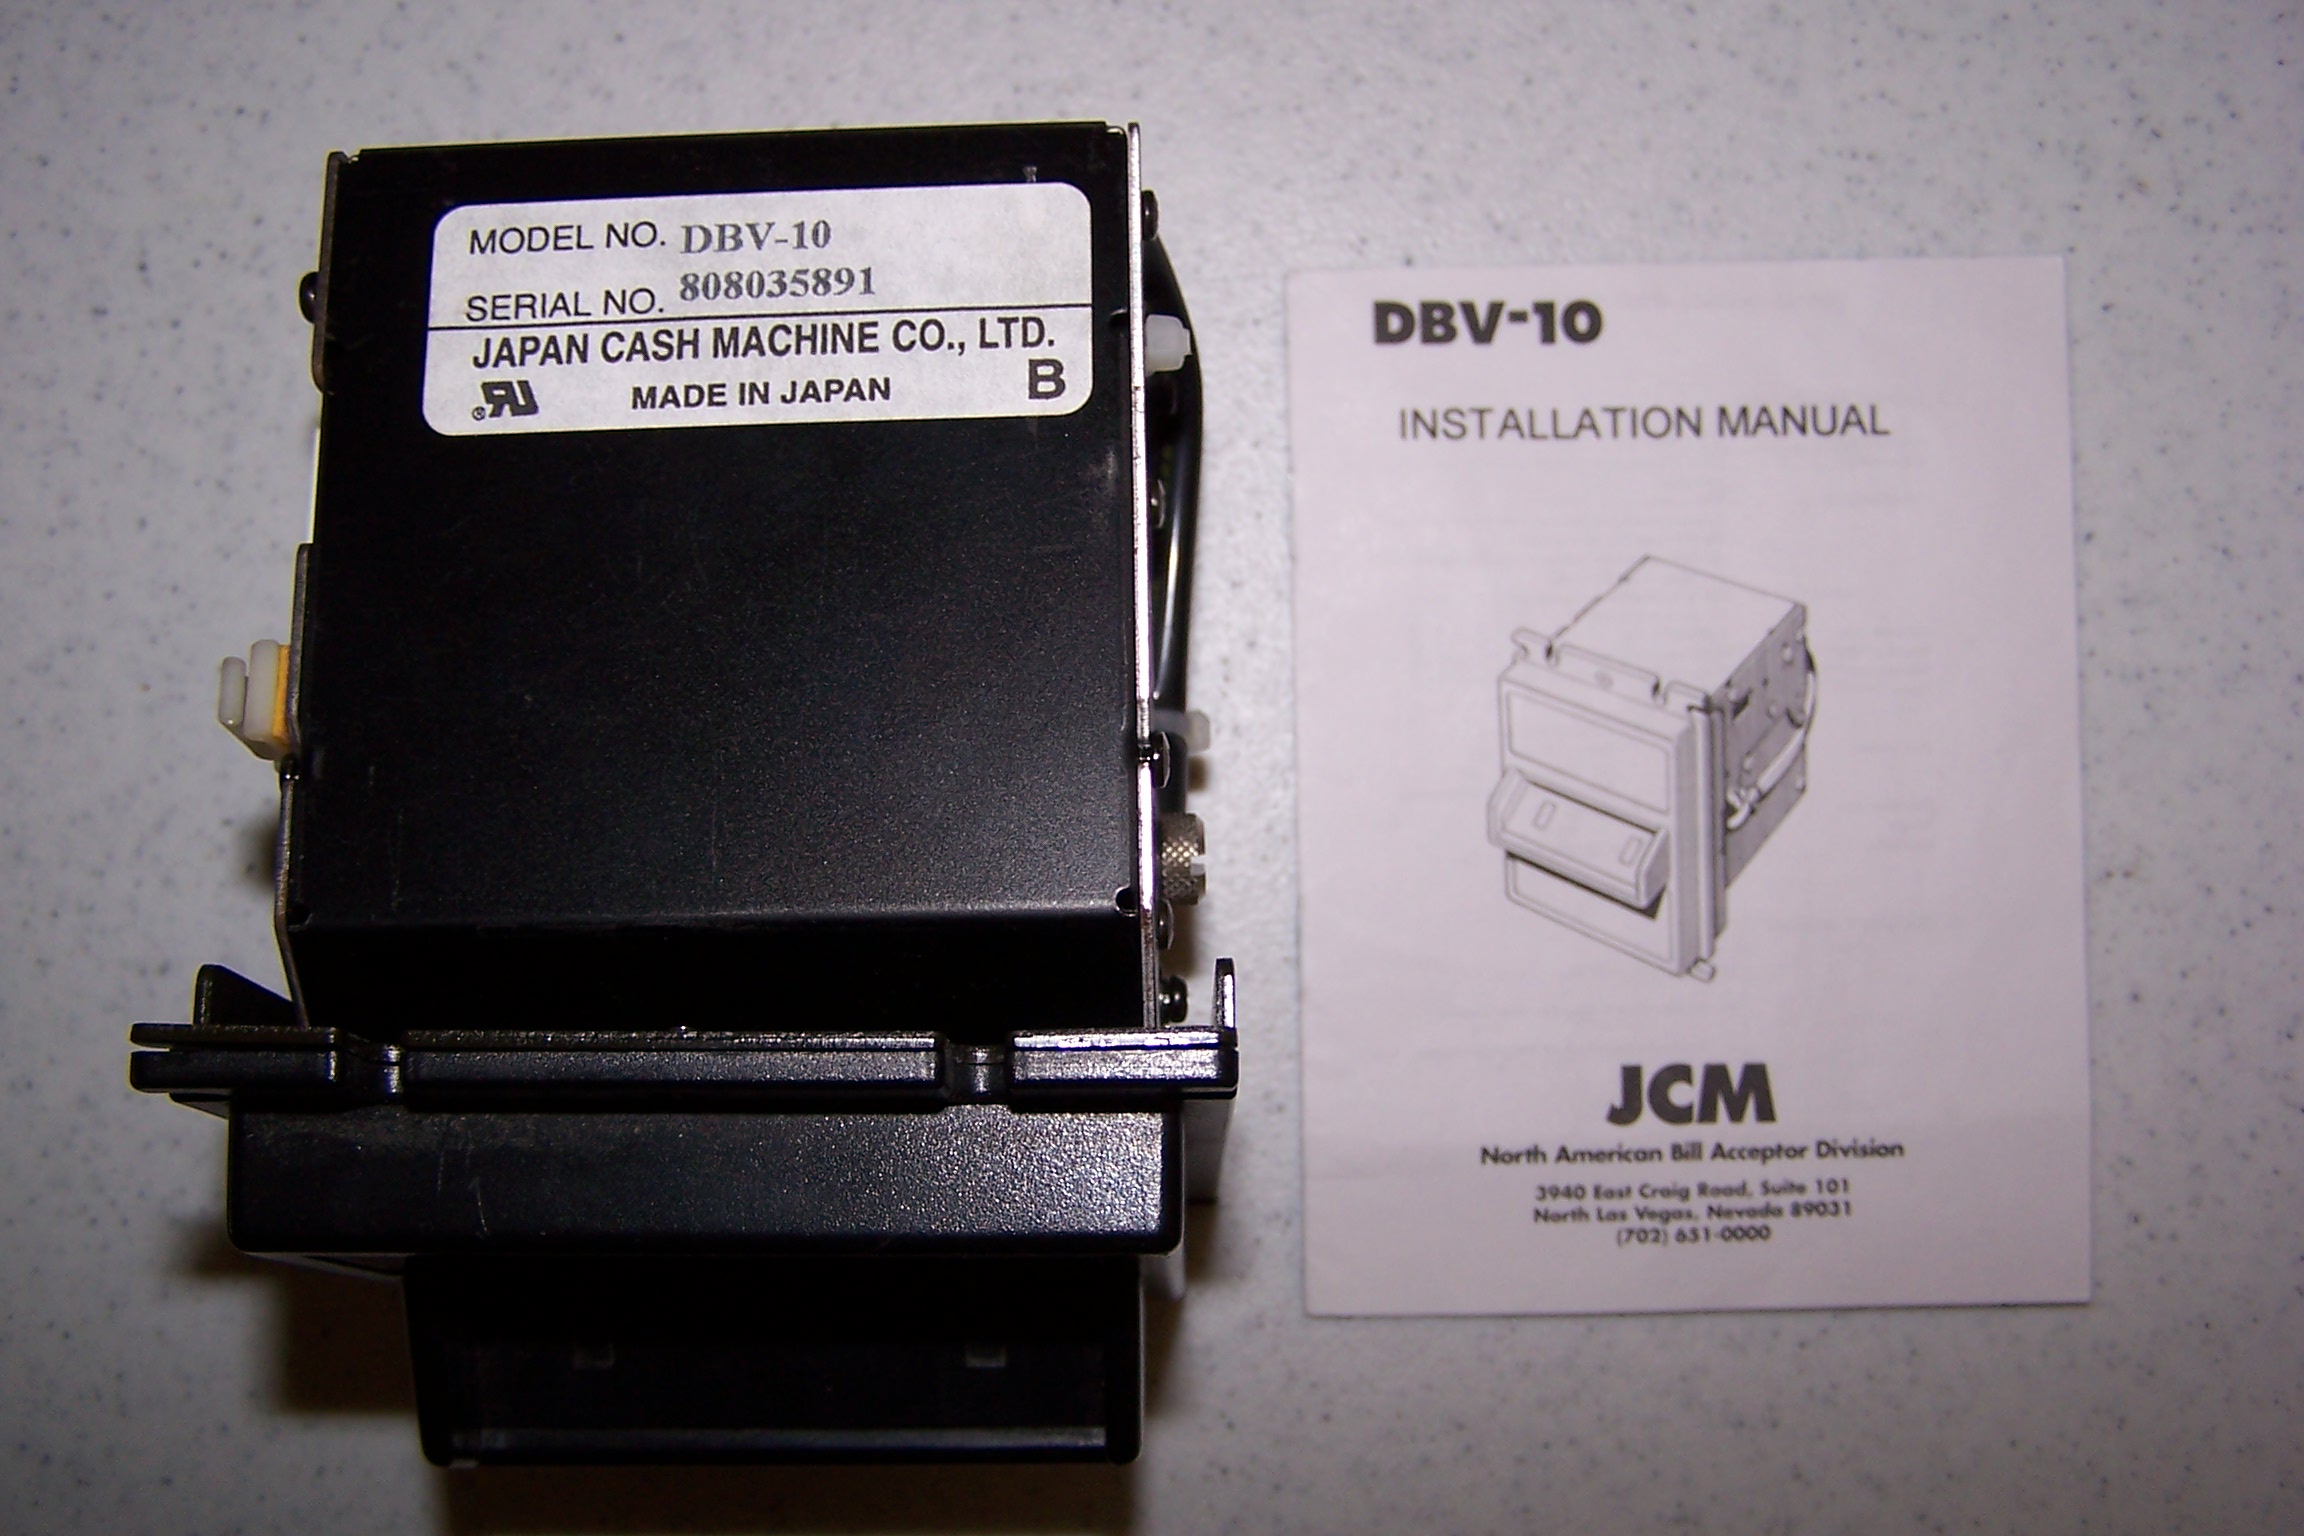 MODEL NO. DBV-10
SERIAL NO. 808035891
JAPAN CASH MACHINE CO., LTD.
MADE IN JAPAN B
DBV-10
INSTALLATION MANUAL
JCM
North American Bill Acceptor Division
3940 East Craig Road, Suite 101
North Las Vegas, Nevada 89031
(702) 651-0000